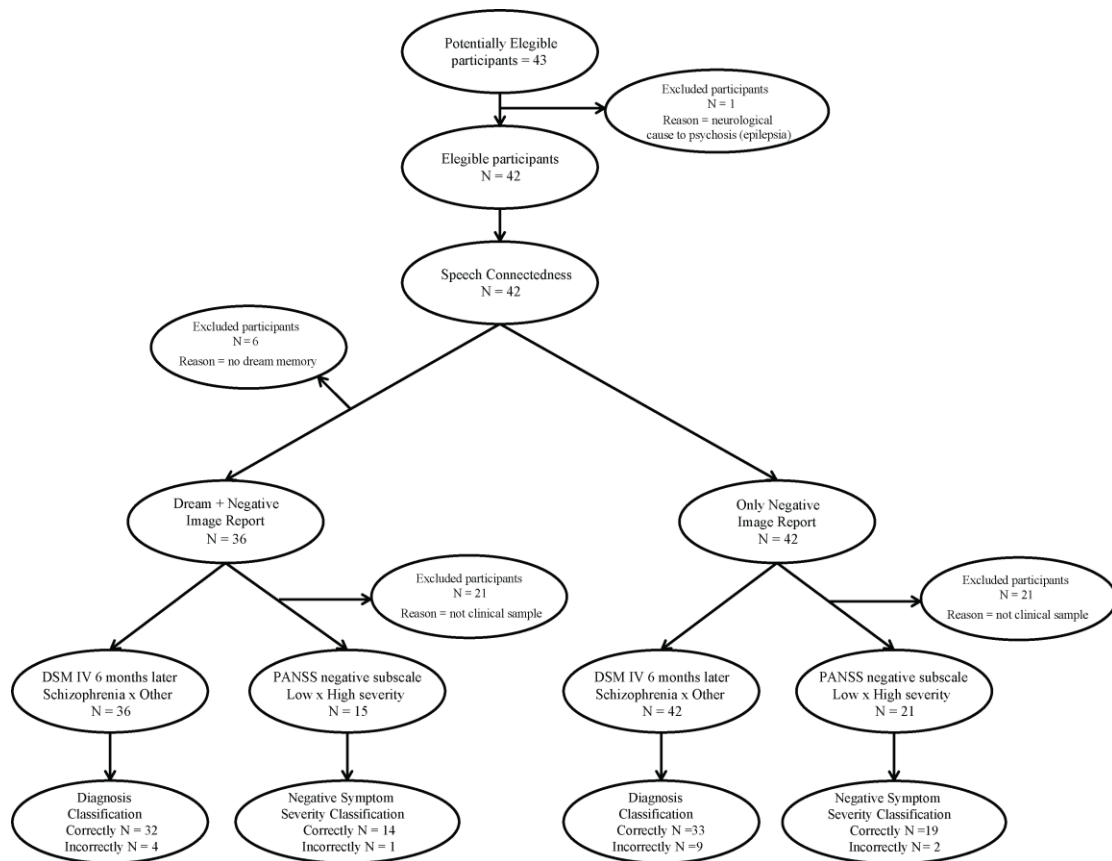 Potentially Elegible
participants = 43
Excluded participants
N = 1
Reason = neurological
cause to psychosis (epilepsia)
Elegible participants
N = 42
Speech Connectedness
N = 42
Excluded participants
N = 6
Reason = no dream memory
Dream + Negative
Image Report
N = 36
Only Negative
Image Report
N = 42
Excluded participants
N = 21
Reason = not clinical sample
Excluded participants
N = 21
Reason = not clinical sample
DSM IV 6 months later
Schizophrenia x Other
N = 36
PANSS negative subscale
Low x High severity
N = 15
DSM IV 6 months later
Schizophrenia x Other
N = 42
PANSS negative subscale
Low x High severity
N = 21
Diagnosis
Classification
Correctly N = 32
Incorrectly N = 4
Negative Symptom
Severity Classification
Correctly N = 14
Incorrectly N = 1
Diagnosis
Classification
Correctly N =33
Incorrectly N =9
Negative Symptom
Severity Classification
Correctly N =19
Incorrectly N = 2